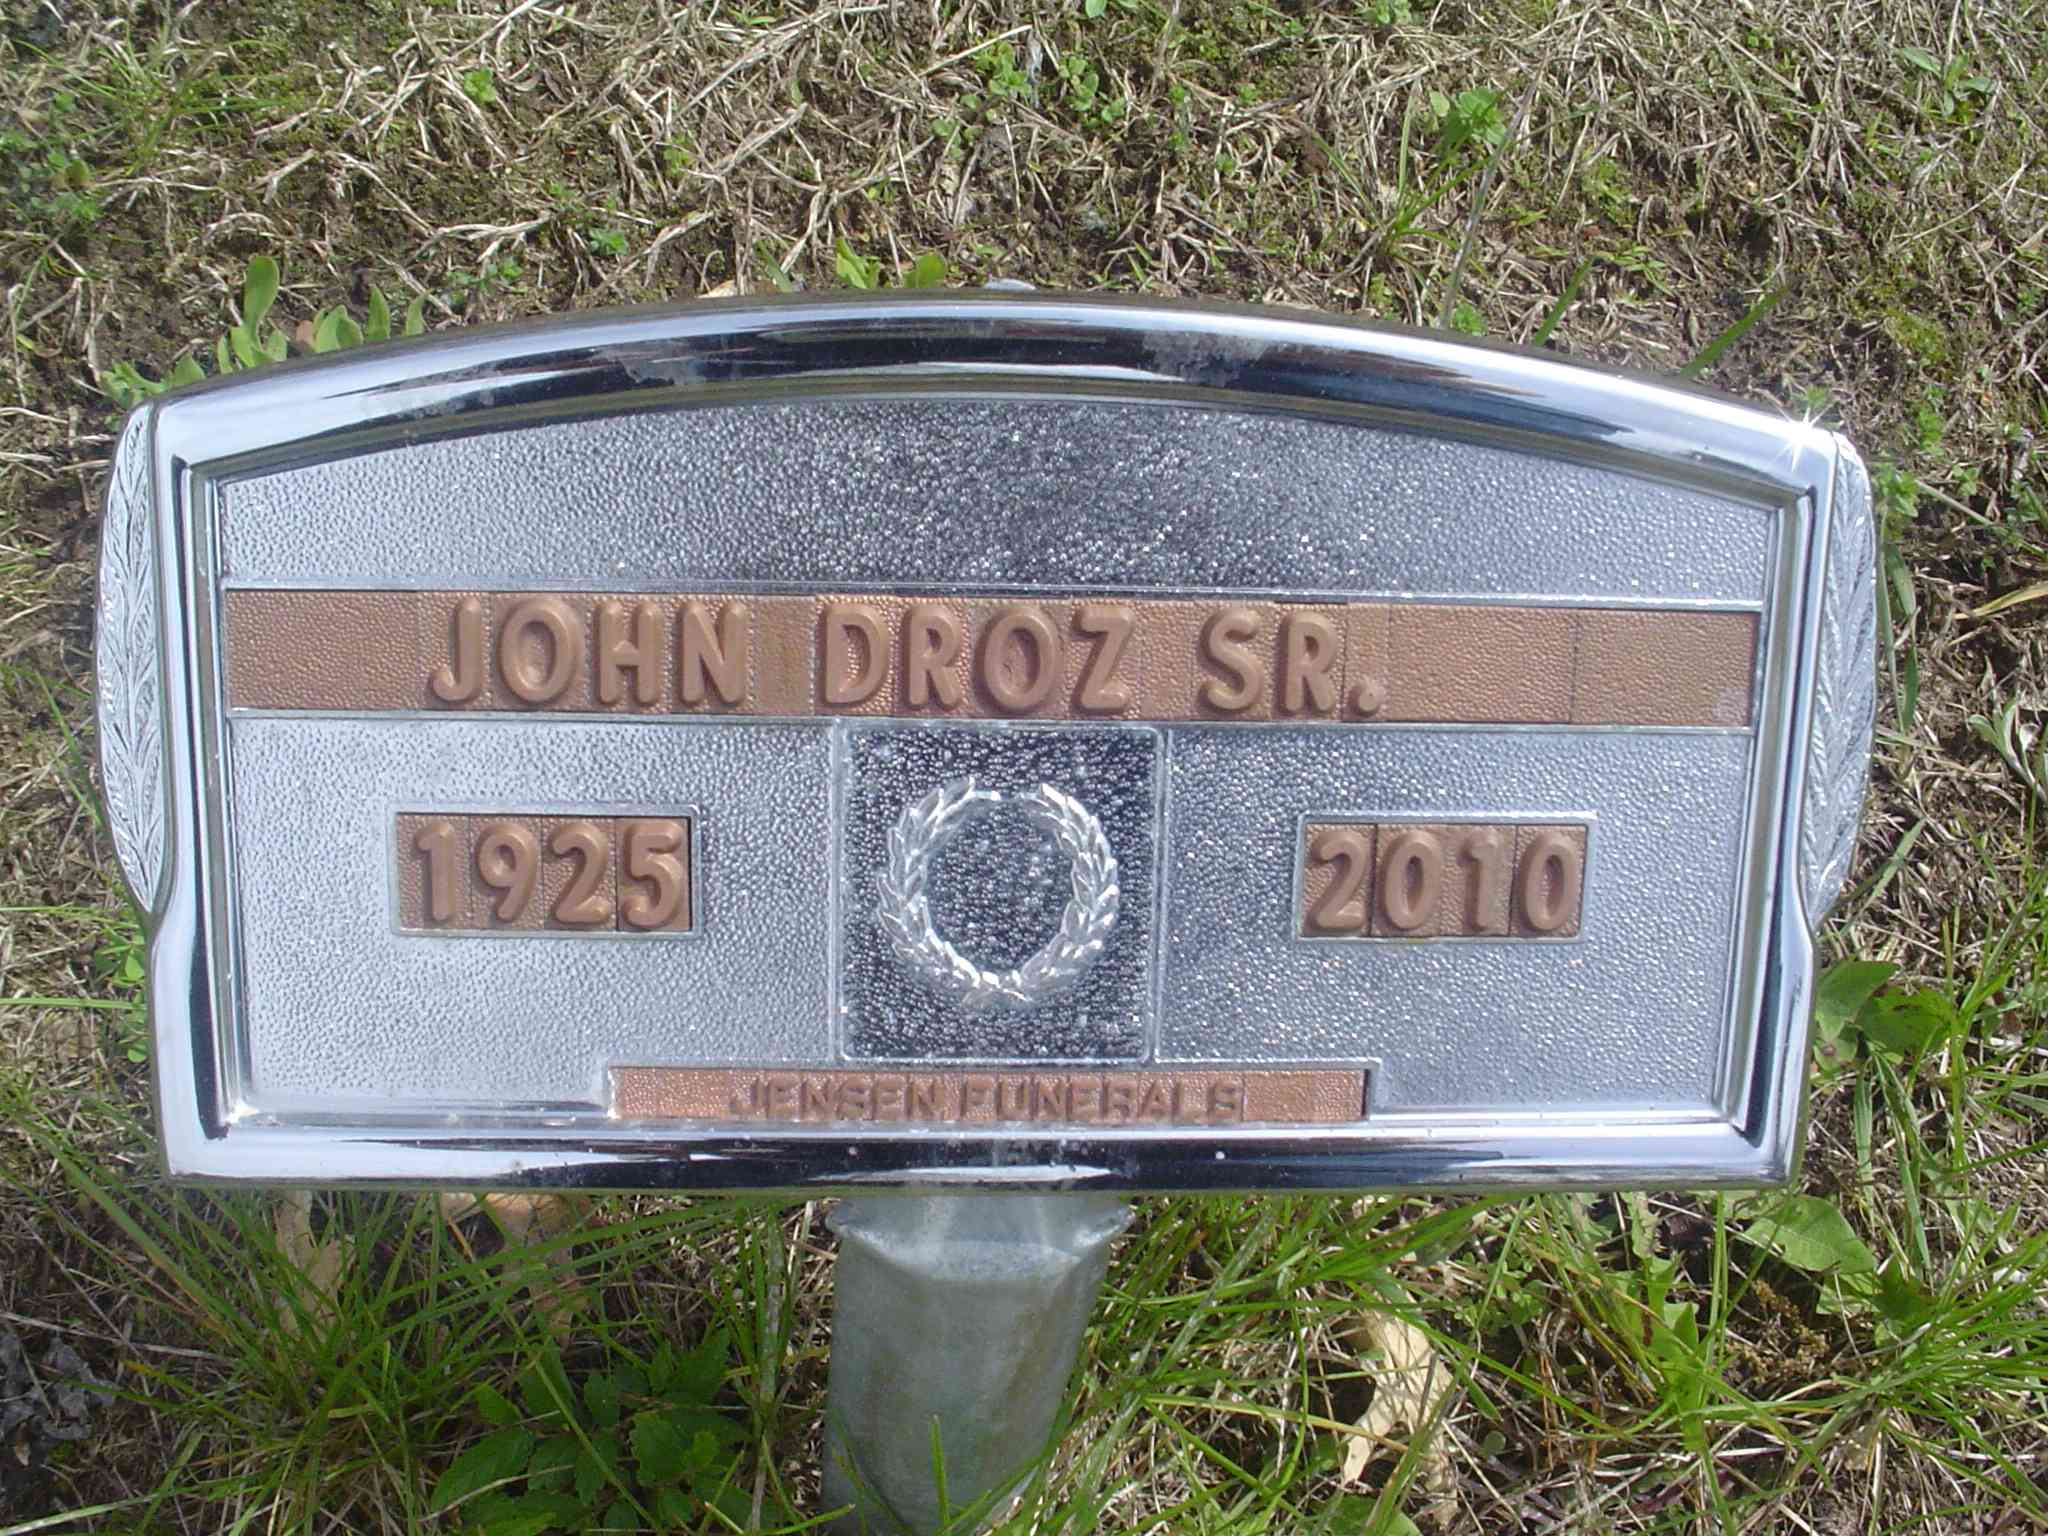 JOHN DROZ SR.
1925 2010
JENSEN FUNERALS